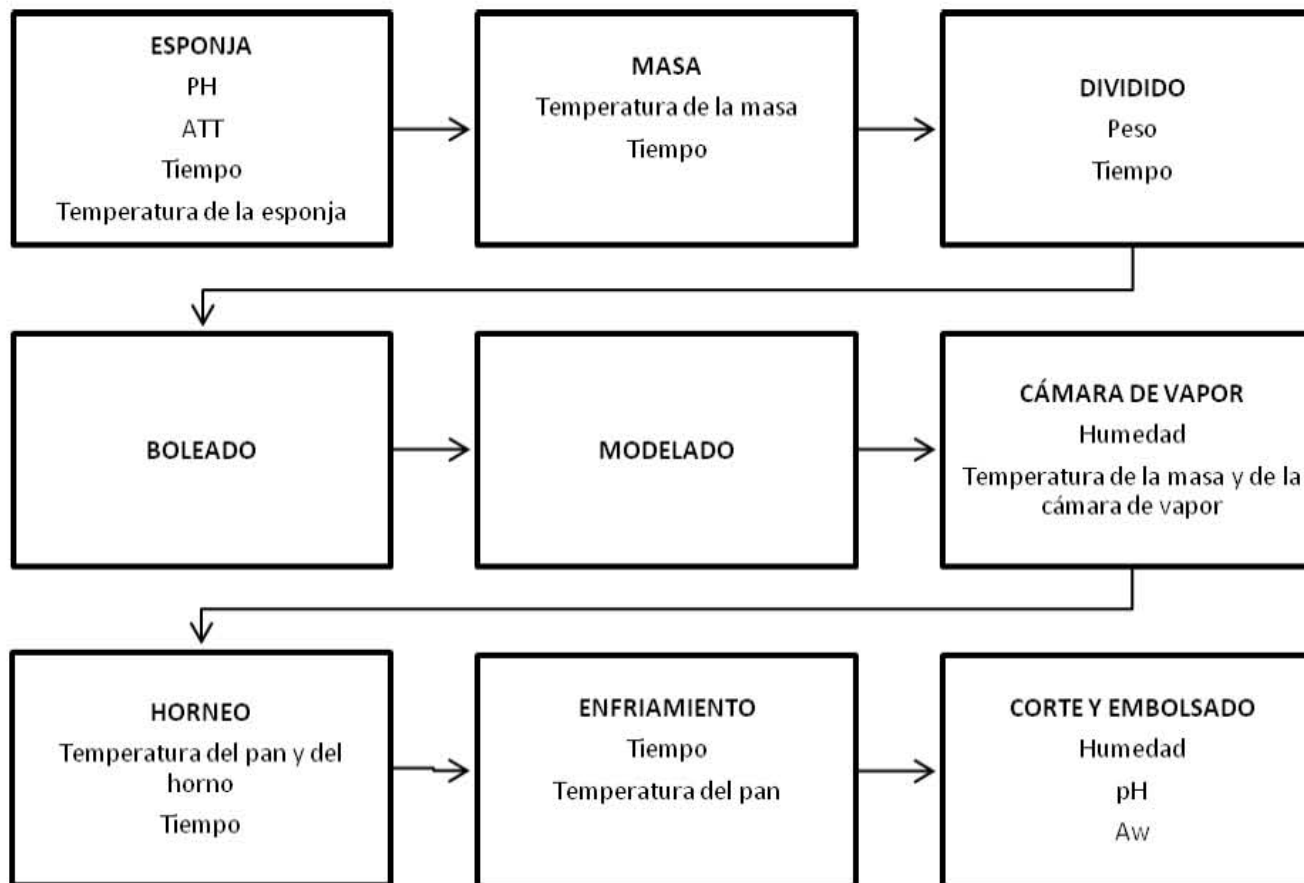 ESPONJA
PH
ATT
Tiempo
Temperatura de la esponja
MASA
Temperatura de la masa
Tiempo
DIVIDIDO
Peso
Tiempo
BOLEADO
MODELADO
CÁMARA DE VAPOR
Humedad
Temperatura de la masa y de la
cámara de vapor
HORNEO
Temperatura del pan y del
horno
Tiempo
ENFRIAMIENTO
Tiempo
Temperatura del pan
CORTE Y EMBOLSADO
Humedad
pH
Aw